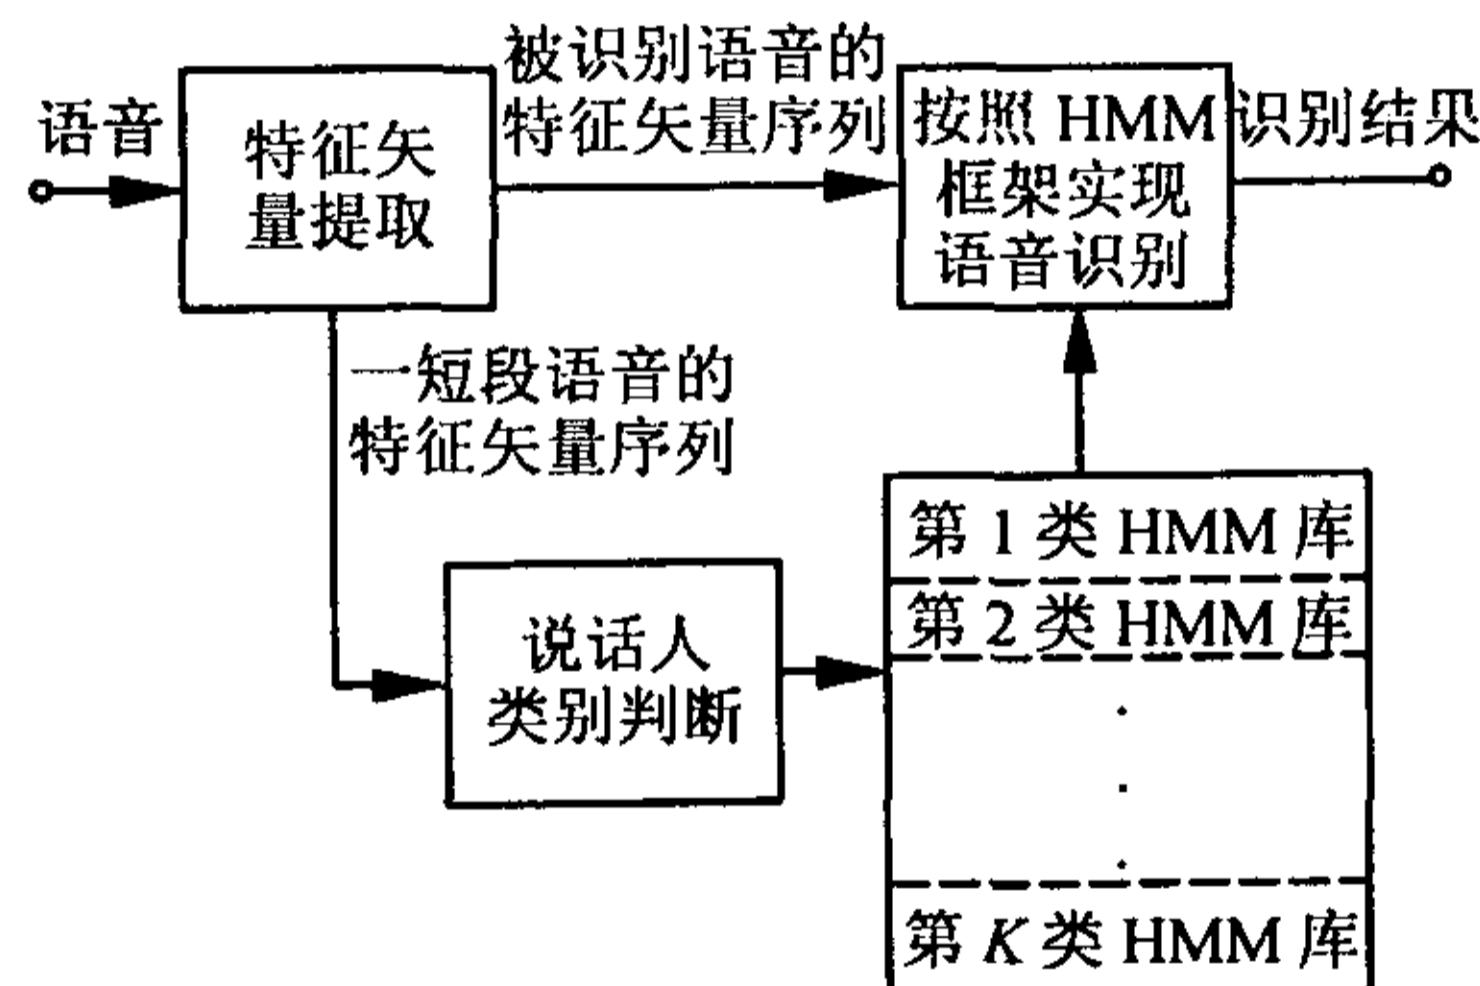 语音
特征矢
量提取
被识别语音的
特征矢量序列
按照 HMM
框架实现
语音识别
识别结果
一短段语音的
特征矢量序列
说话人
类别判断
第 1 类 HMM 库
第 2 类 HMM 库
.
.
.
第 K 类 HMM 库